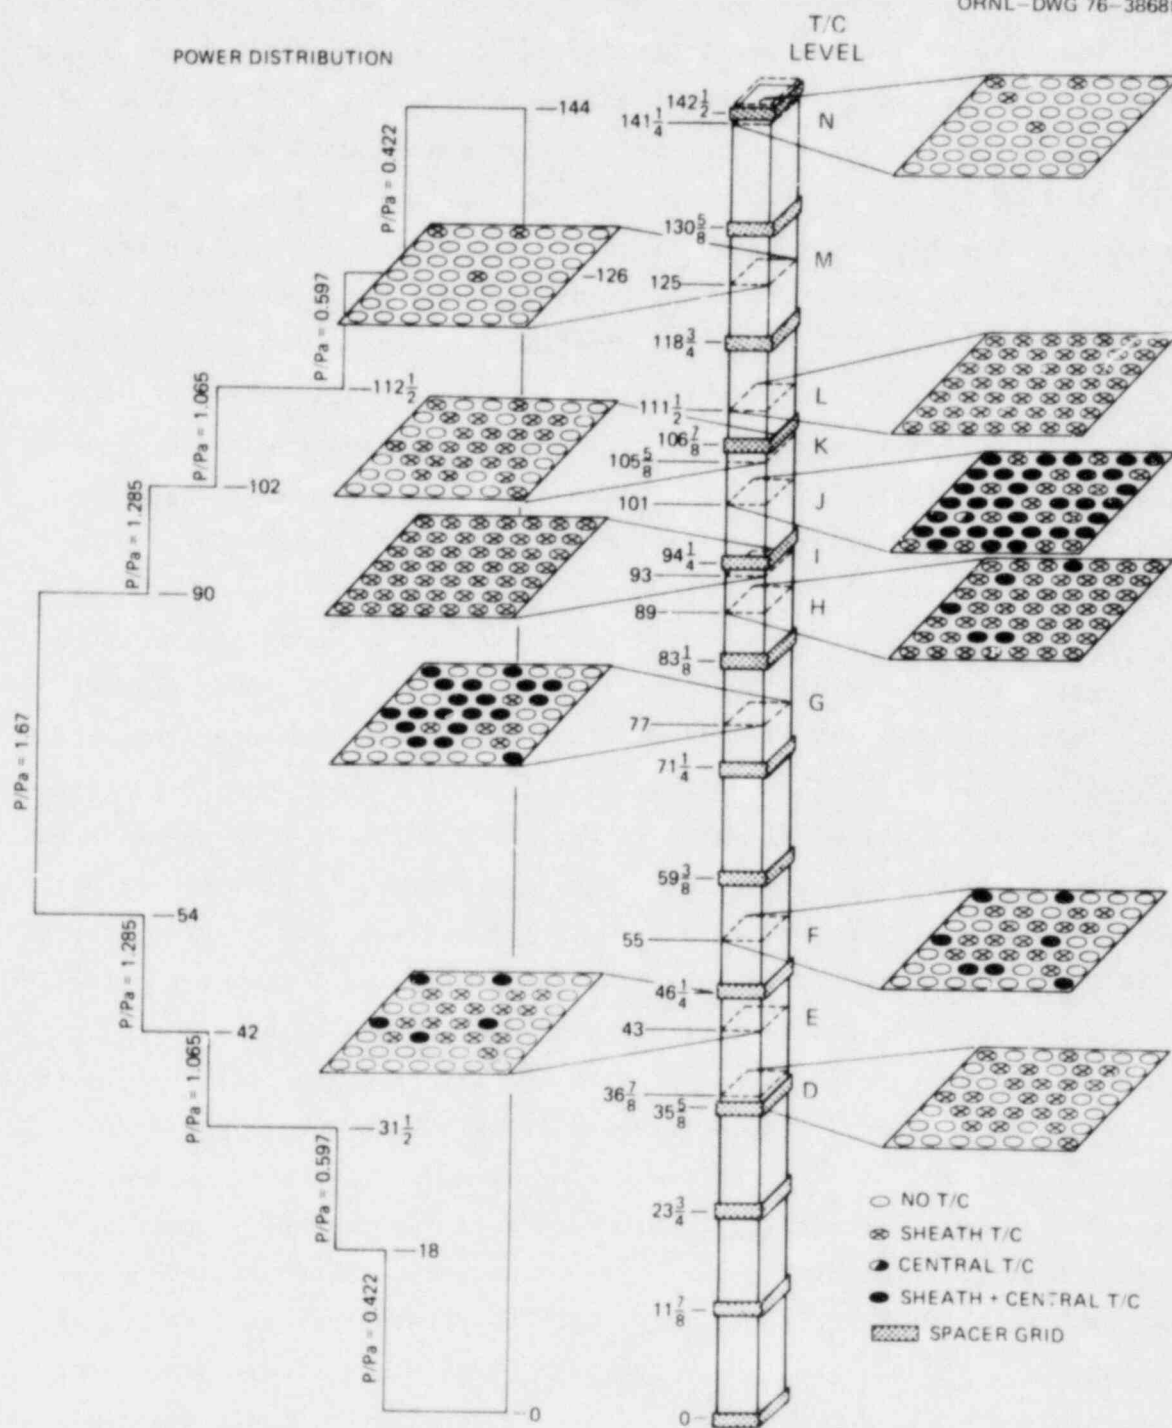 ORNL-DWG 76-3868
POWER DISTRIBUTION
T/C
LEVEL
144
P/Pa = 0.422
126
P/Pa = 0.597
112 1/2
P/Pa = 1.065
102
P/Pa = 1.285
90
P/Pa = 1.67
54
P/Pa = 1.285
42
P/Pa = 1.065
31 1/2
P/Pa = 0.597
18
P/Pa = 0.422
0
142 1/2
141 1/4
N
130 5/8
M
125
118 3/4
L
111 1/2
106 7/8
K
105 5/8
101
J
94 1/4
I
93
H
89
83 1/8
G
77
71 1/4
59 3/8
F
55
46 1/4
E
43
D
36 7/8
35 5/8
23 3/4
11 7/8
0
NO T/C
SHEATH T/C
CENTRAL T/C
SHEATH + CENTRAL T/C
SPACER GRID